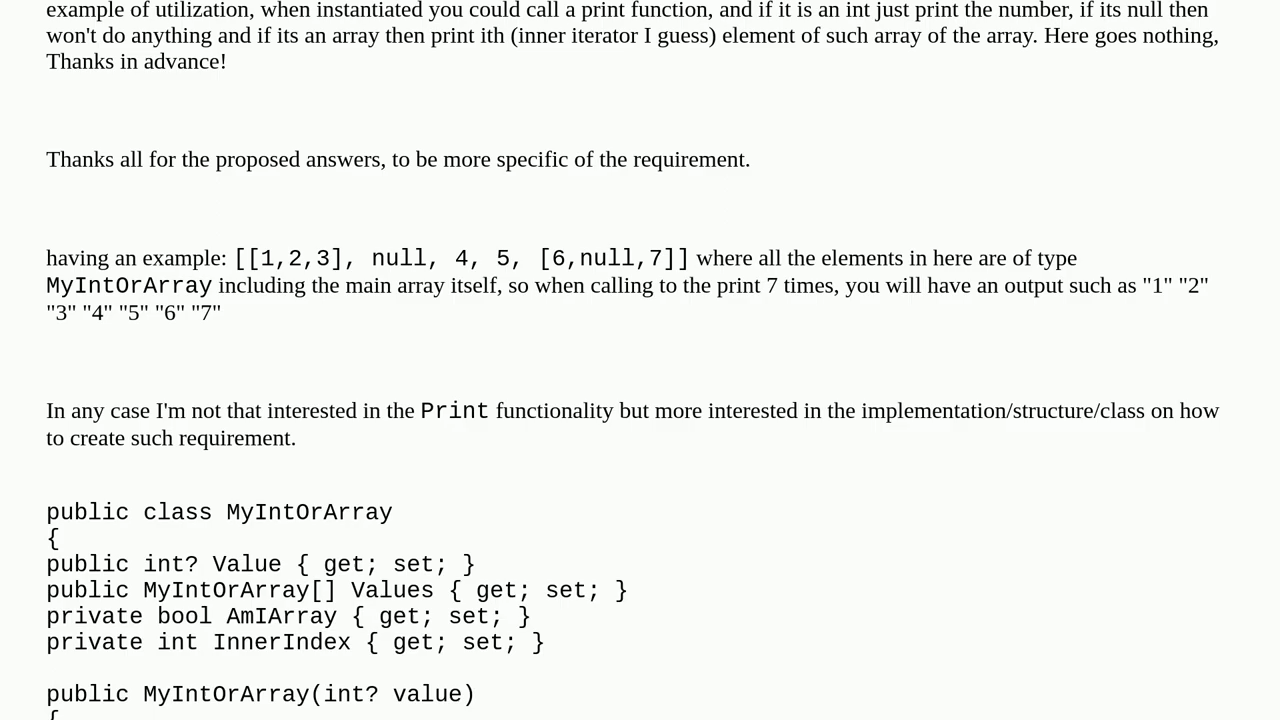 example of utilization, when instantiated you could call a print function, and if it is an int just print the number, if its null then
won't do anything and if its an array then print ith (inner iterator I guess) element of such array of the array. Here goes nothing,
Thanks in advance!
Thanks all for the proposed answers, to be more specific of the requirement.
having an example: [[1,2,3], null, 4, 5, [6,null,7]] where all the elements in here are of type
MyIntOrArray including the main array itself, so when calling to the print 7 times, you will have an output such as "1" "2"
"3" "4" "5" "6" "7"
In any case I'm not that interested in the Print functionality but more interested in the implementation/structure/class on how
to create such requirement.
public class MyIntOrArray
{
public int? Value { get; set; }
public MyIntOrArray[] Values { get; set; }
private bool AmIArray { get; set; }
private int InnerIndex { get; set; }
public MyIntOrArray(int? value)
{